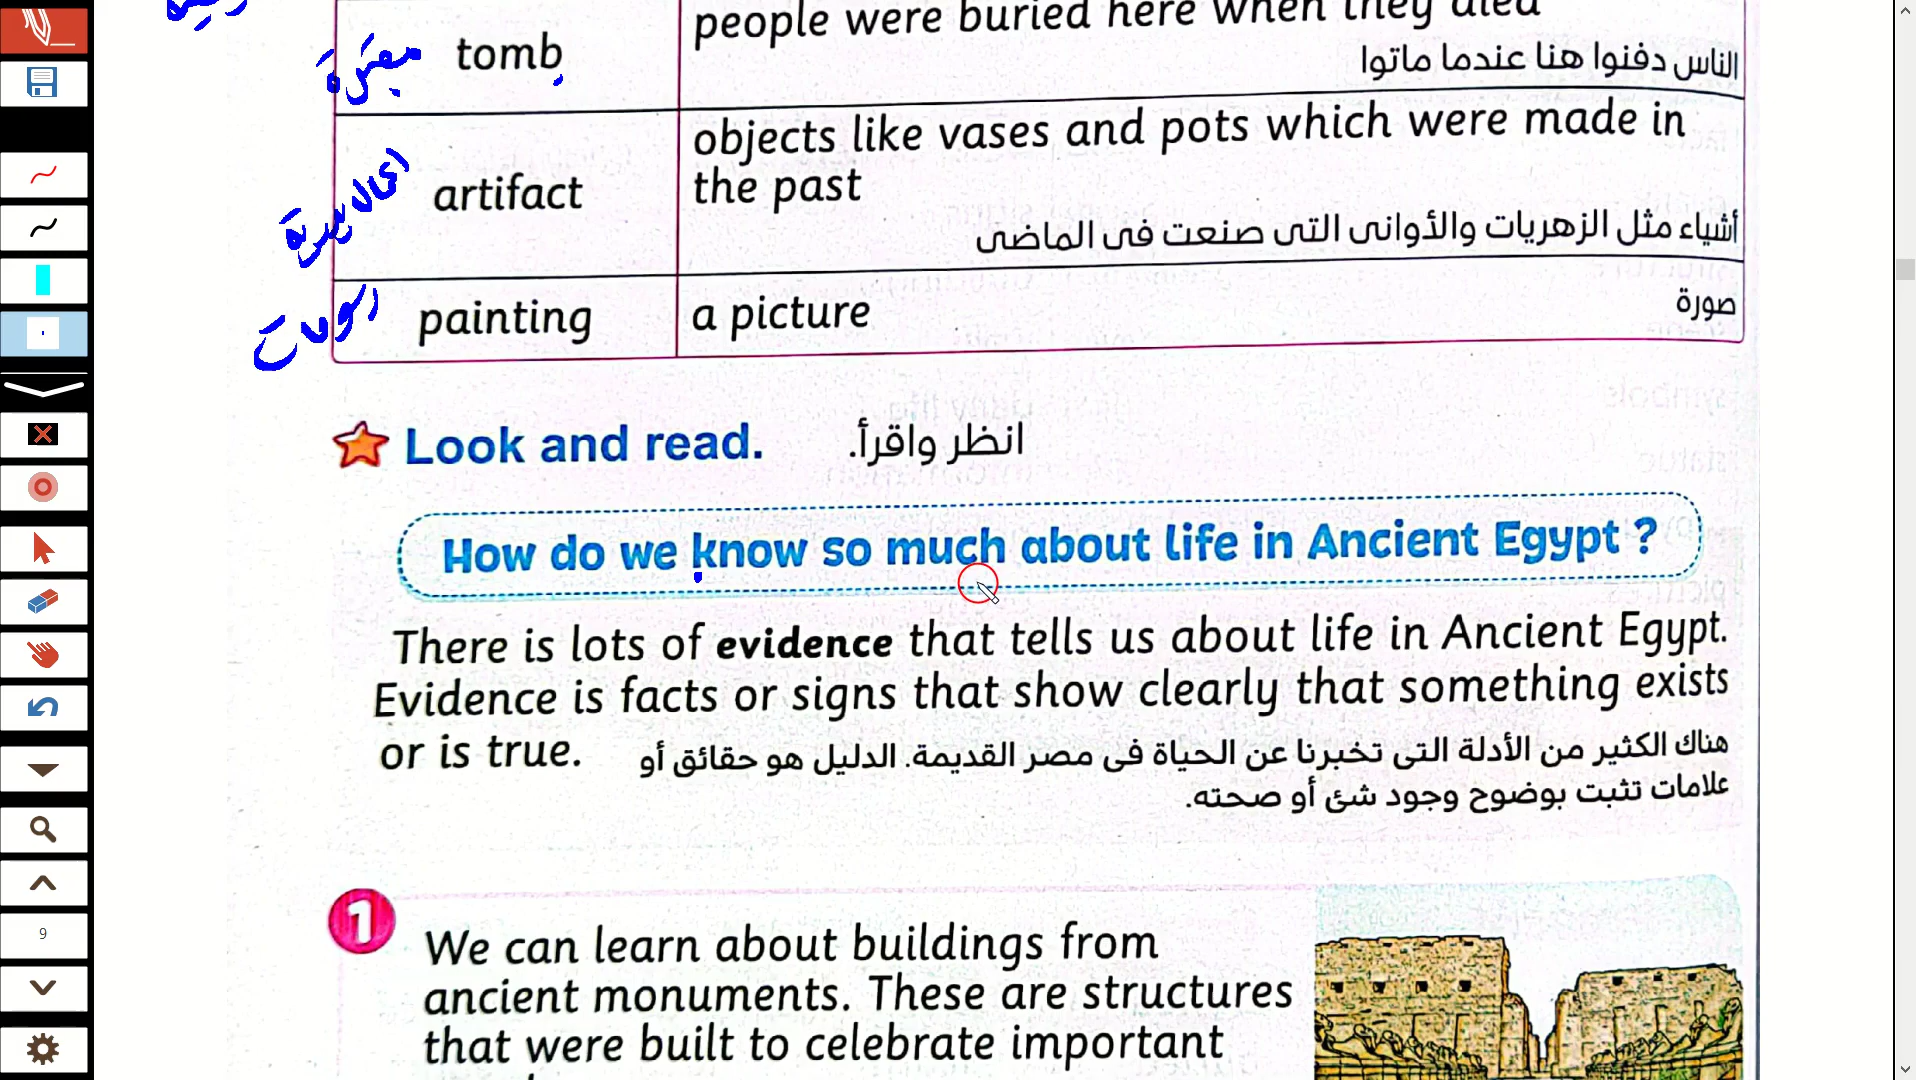 people were buried here when they died
tomb
مقبرة
الناس دفنوا هنا عندما ماتوا
objects like vases and pots which were made in
the past
artifact
أشياء مثل الزهريات والأوانى التى صنعت فى الماضى
painting
a picture
صورة
Look and read.
انظر واقرأ.
How do we know so much about life in Ancient Egypt ?
There is lots of evidence that tells us about life in Ancient Egypt.
Evidence is facts or signs that show clearly that something exists
or is true.
هناك الكثير من الأدلة التى تخبرنا عن الحياة فى مصر القديمة. الدليل هو حقائق أو
علامات تثبت بوضوح وجود شئ أو صحته.
1
We can learn about buildings from
ancient monuments. These are structures
that were built to celebrate important
9